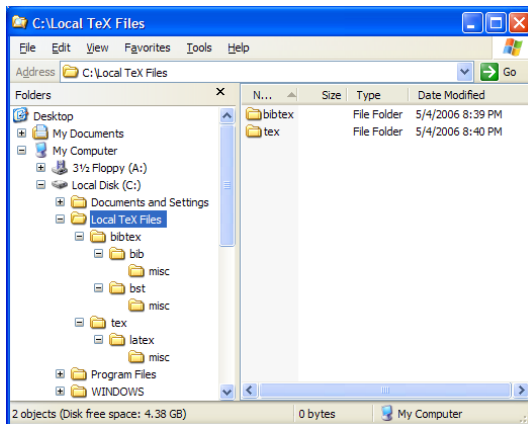 C:\Local TeX Files
File Edit View Favorites Tools Help
Address C:\Local TeX Files Go
Folders
Desktop
My Documents
My Computer
3½ Floppy (A:)
Local Disk (C:)
Documents and Settings
Local TeX Files
bibtex
bib
misc
bst
misc
tex
latex
misc
Program Files
WINDOWS
N... Size Type Date Modified
bibtex File Folder 5/4/2006 8:39 PM
tex File Folder 5/4/2006 8:40 PM
2 objects (Disk free space: 4.38 GB) 0 bytes My Computer